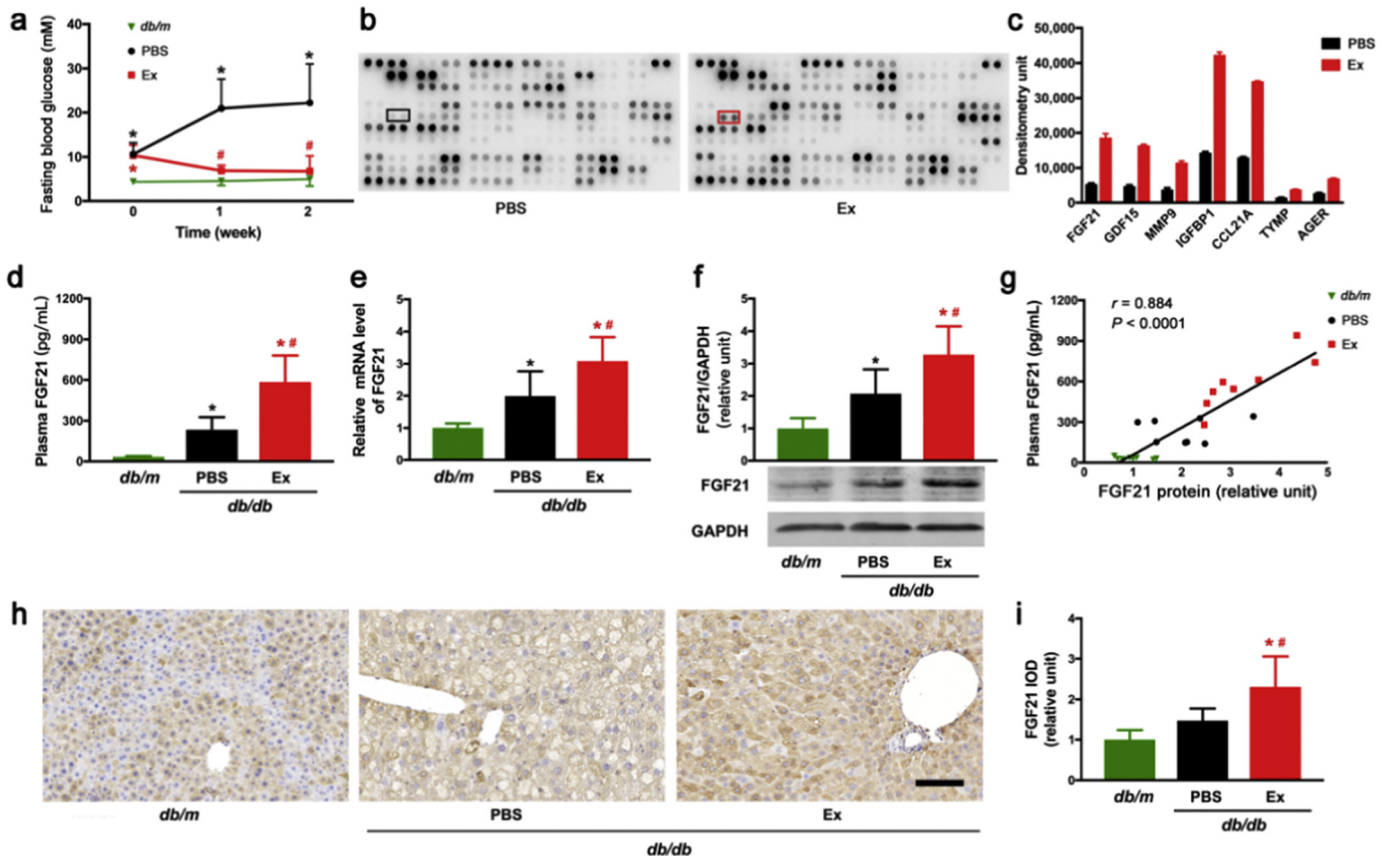 a
Fasting blood glucose (mM)
40
30
20
10
0
0
1
2
Time (week)
db/m
PBS
Ex
*
*
*
*
#
#
b
PBS
Ex
c
Densitometry unit
50,000
40,000
30,000
20,000
10,000
0
FGF21
GDF15
MMP9
IGFBP1
CCL21A
TYMP
AGER
PBS
Ex
d
Plasma FGF21 (pg/mL)
1200
900
600
300
0
*
* #
db/m
PBS
Ex
db/db
e
Relative mRNA level
of FGF21
5
4
3
2
1
0
*
* #
db/m
PBS
Ex
db/db
f
FGF21/GAPDH
(relative unit)
5
4
3
2
1
0
*
* #
FGF21
GAPDH
db/m
PBS
Ex
db/db
g
Plasma FGF21 (pg/mL)
1200
900
600
300
0
r = 0.884
P < 0.0001
0
1
2
3
4
5
FGF21 protein (relative unit)
db/m
PBS
Ex
h
db/m
PBS
Ex
db/db
i
FGF21 IOD
(relative unit)
4
3
2
1
0
* #
db/m
PBS
Ex
db/db